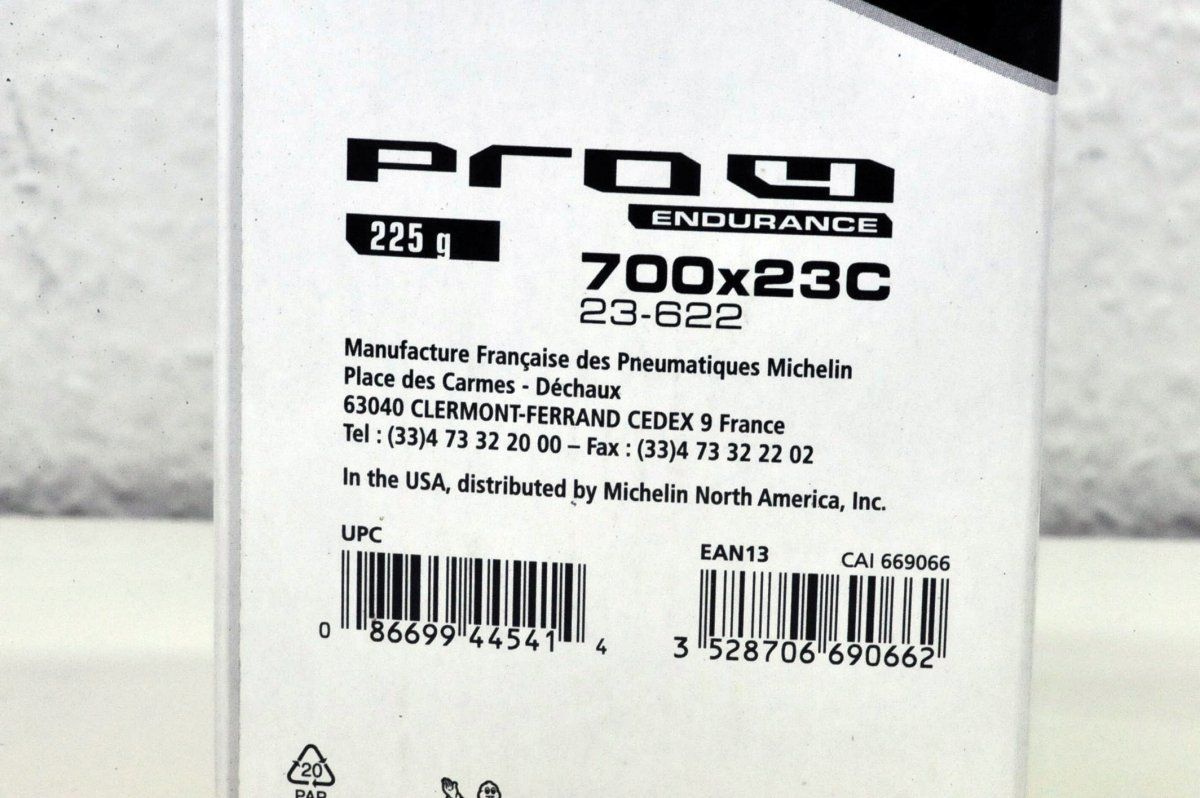 Pro4
ENDURANCE
225 g
700x23C
23-622
Manufacture Française des Pneumatiques Michelin
Place des Carmes - Déchaux
63040 CLERMONT-FERRAND CEDEX 9 France
Tel : (33)4 73 32 20 00 – Fax : (33)4 73 32 22 02
In the USA, distributed by Michelin North America, Inc.
UPC
0 86699 44541 4
EAN13 CAI 669066
3 528706 690662
20
PAP